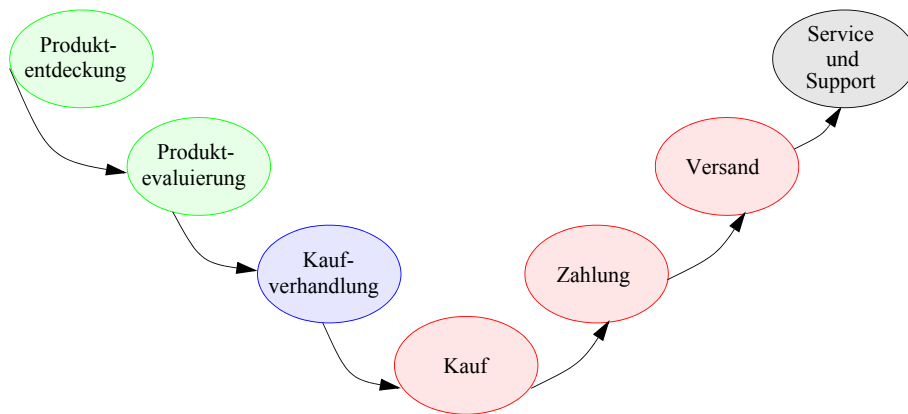 Produkt-
entdeckung
Produkt-
evaluierung
Kauf-
verhandlung
Kauf
Zahlung
Versand
Service
und
Support